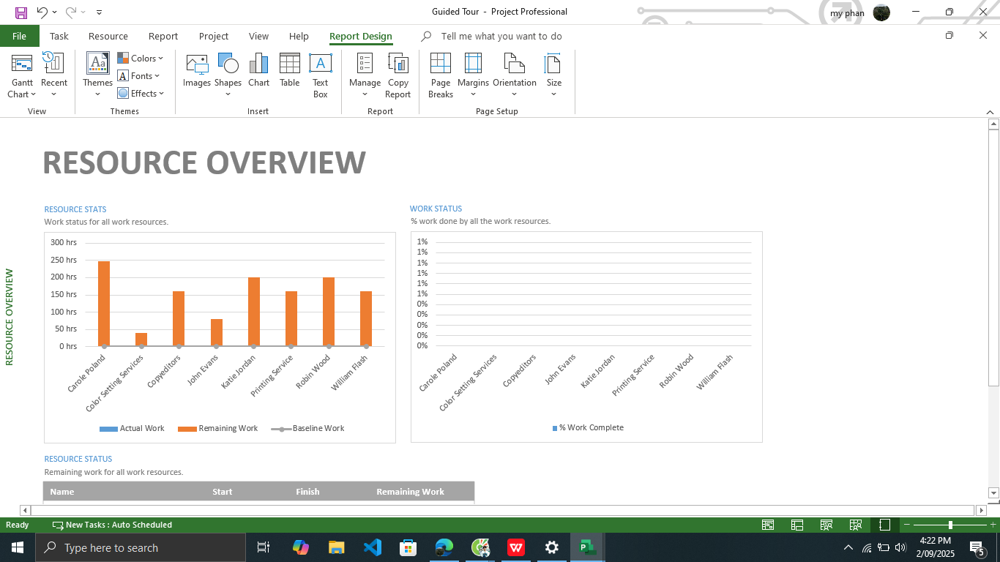 Guided Tour - Project Professional
my phan
File Task Resource Report Project View Help Report Design Tell me what you want to do
Gantt Chart
Recent
View
Themes
Colors
Fonts
Effects
Themes
Images
Shapes
Chart
Table
Text Box
Insert
Manage
Copy Report
Report
Page Breaks
Margins
Orientation
Size
Page Setup
RESOURCE OVERVIEW
RESOURCE OVERVIEW
RESOURCE STATS
Work status for all work resources.
300 hrs
250 hrs
200 hrs
150 hrs
100 hrs
50 hrs
0 hrs
Carole Poland
Color Setting Services
Copyeditors
John Evans
Katie Jordan
Printing Service
Robin Wood
William Flash
Actual Work Remaining Work Baseline Work
WORK STATUS
% work done by all the work resources.
1%
1%
1%
1%
1%
1%
0%
0%
0%
0%
0%
Carole Poland
Color Setting Services
Copyeditors
John Evans
Katie Jordan
Printing Service
Robin Wood
William Flash
% Work Complete
RESOURCE STATUS
Remaining work for all work resources.
Name Start Finish Remaining Work
Ready New Tasks : Auto Scheduled
Type here to search
4:22 PM
2/09/2025
5